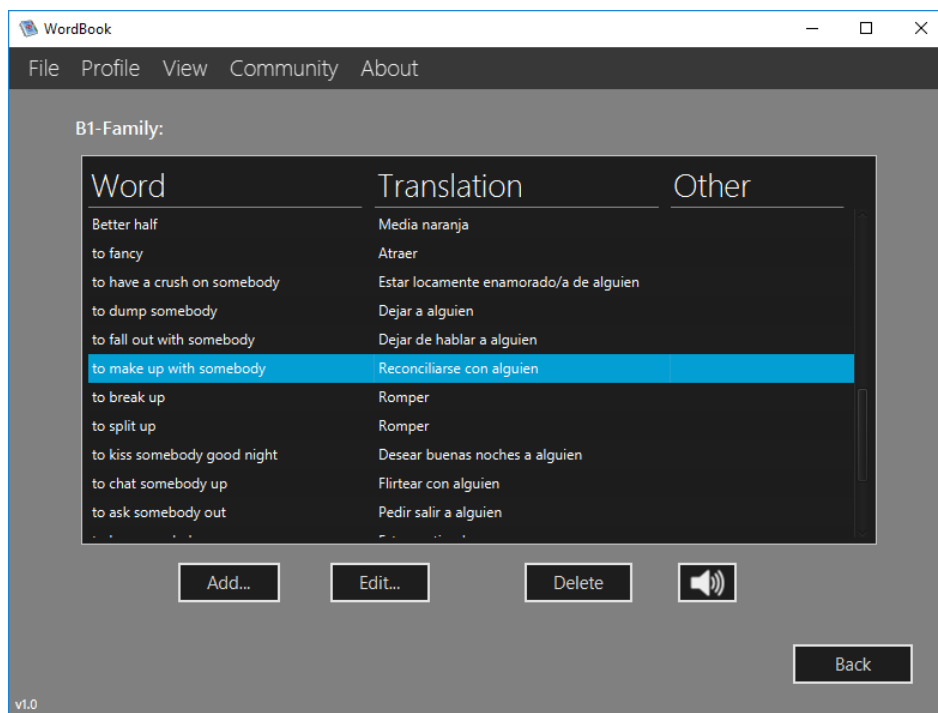 WordBook
File Profile View Community About
B1-Family:
Word Translation Other
Better half Media naranja
to fancy Atraer
to have a crush on somebody Estar locamente enamorado/a de alguien
to dump somebody Dejar a alguien
to fall out with somebody Dejar de hablar a alguien
to make up with somebody Reconciliarse con alguien
to break up Romper
to split up Romper
to kiss somebody good night Desear buenas noches a alguien
to chat somebody up Flirtear con alguien
to ask somebody out Pedir salir a alguien
Add... Edit... Delete
Back
v1.0